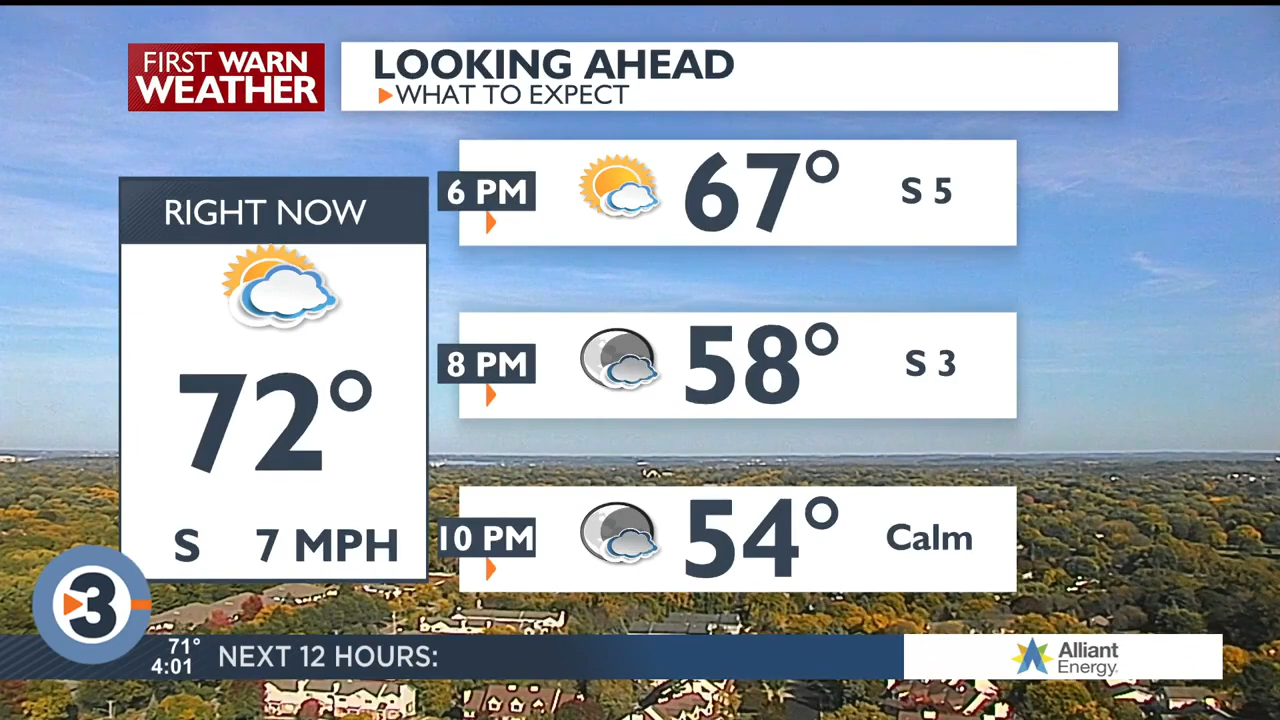 FIRST WARN
WEATHER
LOOKING AHEAD
WHAT TO EXPECT
RIGHT NOW
72°
S 7 MPH
6 PM 67° S 5
8 PM 58° S 3
10 PM 54° Calm
3
71°
4:01
NEXT 12 HOURS:
Alliant
Energy.